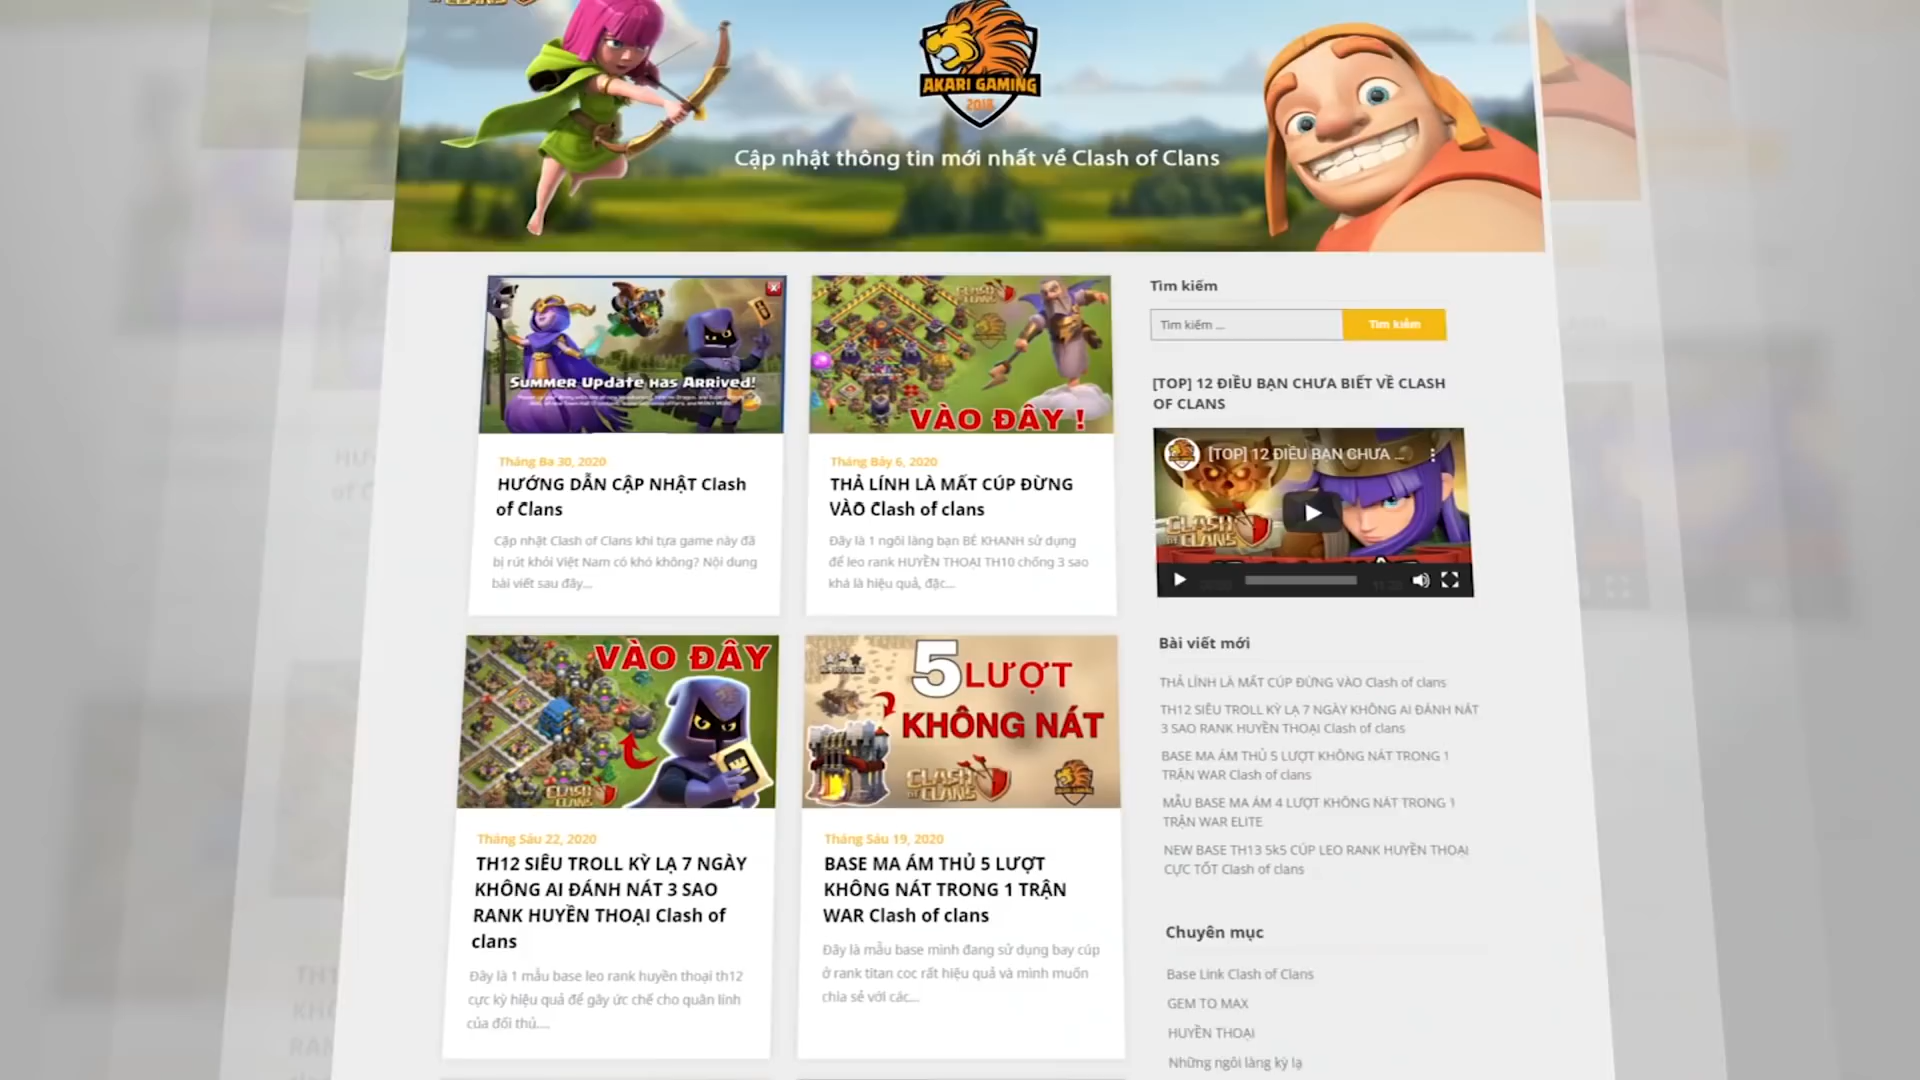 AKARI GAMING
2018
Cập nhật thông tin mới nhất về Clash of Clans
Summer Update has Arrived!
Tháng Ba 30, 2020
HƯỚNG DẪN CẬP NHẬT Clash
of Clans
Cập nhật Clash of Clans khi tựa game này đã
bị rút khỏi Việt Nam có khó không? Nội dung
bài viết sau đây...
VÀO ĐÂY !
Tháng Bảy 6, 2020
THẢ LÍNH LÀ MẤT CÚP ĐỪNG
VÀO Clash of clans
Đây là 1 ngôi làng bạn BÉ KHANH sử dụng
để leo rank HUYỀN THOẠI TH10 chống 3 sao
khá là hiệu quả, đặc...
VÀO ĐÂY
CLASH OF CLANS
Tháng Sáu 22, 2020
TH12 SIÊU TROLL KỲ LẠ 7 NGÀY
KHÔNG AI ĐÁNH NÁT 3 SAO
RANK HUYỀN THOẠI Clash of
clans
Đây là 1 mẫu base leo rank huyền thoại th12
cực kỳ hiệu quả để gây ức chế cho quân lính
của đối thủ....
5 LƯỢT
KHÔNG NÁT
CLASH OF CLANS
Tháng Sáu 19, 2020
BASE MA ÁM THỦ 5 LƯỢT
KHÔNG NÁT TRONG 1 TRẬN
WAR Clash of clans
Đây là mẫu base mình đang sử dụng bay cúp
ở rank titan coc rất hiệu quả và mình muốn
chia sẻ với các...
Tìm kiếm
Tìm kiếm ...
Tìm kiếm
[TOP] 12 ĐIỀU BẠN CHƯA BIẾT VỀ CLASH
OF CLANS
[TOP] 12 ĐIỀU BẠN CHƯA ...
CLASH OF CLANS
Bài viết mới
THẢ LÍNH LÀ MẤT CÚP ĐỪNG VÀO Clash of clans
TH12 SIÊU TROLL KỲ LẠ 7 NGÀY KHÔNG AI ĐÁNH NÁT
3 SAO RANK HUYỀN THOẠI Clash of clans
BASE MA ÁM THỦ 5 LƯỢT KHÔNG NÁT TRONG 1
TRẬN WAR Clash of clans
MẪU BASE MA ÁM 4 LƯỢT KHÔNG NÁT TRONG 1
TRẬN WAR ELITE
NEW BASE TH13 5k5 CÚP LEO RANK HUYỀN THOẠI
CỰC TỐT Clash of clans
Chuyên mục
Base Link Clash of Clans
GEM TO MAX
HUYỀN THOẠI
Những ngôi làng kỳ lạ